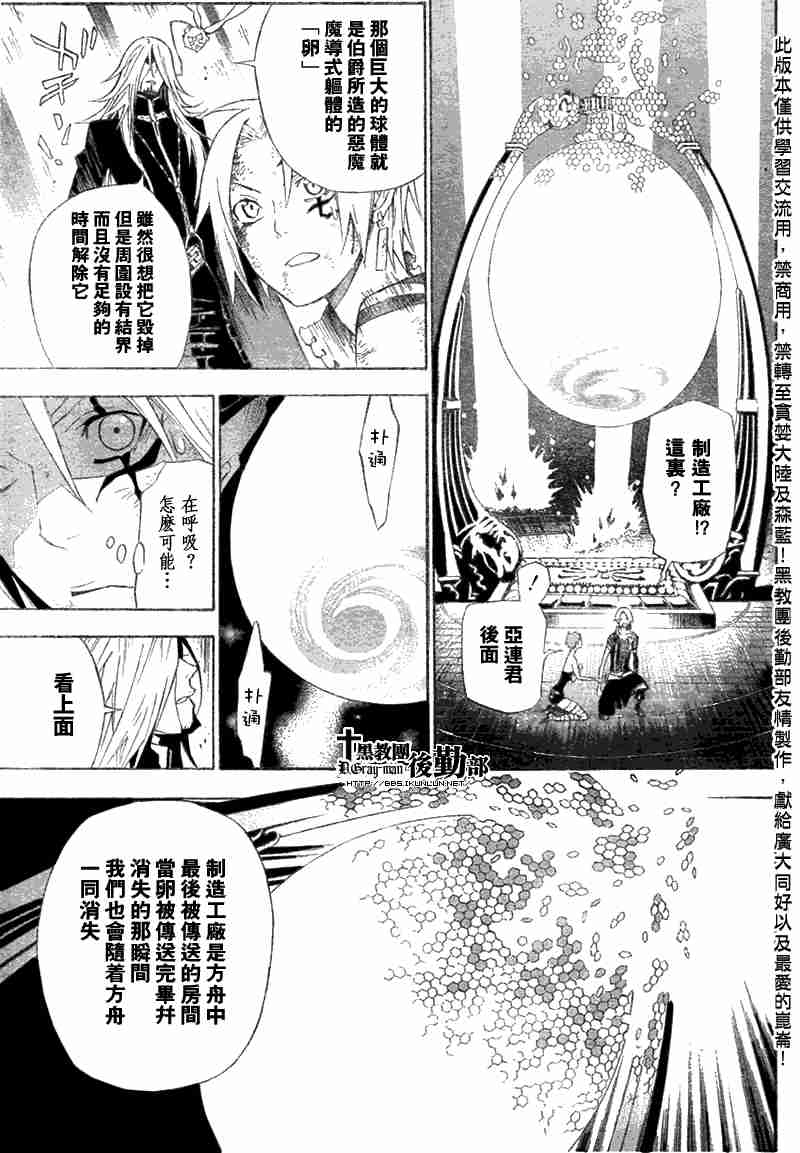 制造工廠!?
這裏?
!
亞連君
後面
那個巨大的球體就
是伯爵所造的惡魔
魔導式軀體的
「卵」
雖然很想把它毀掉
但是周圍設有結界
而且沒有足夠的
時間解除它
扑通
扑通
在呼吸?
怎麼可能…
看上面
制造工廠是方舟中
最後被傳送的房間
當卵被傳送完畢幷
消失的那瞬間
我們也會隨着方舟
一同消失
黑教團後勤部
D.Gray-man
HTTP://BBS.IKUNLUN.NET/
此版本僅供學習交流用，禁商用，禁轉至貪婪大陸及森藍！黑教團後勤部友情製作，獻給廣大同好以及最愛的崑崙！